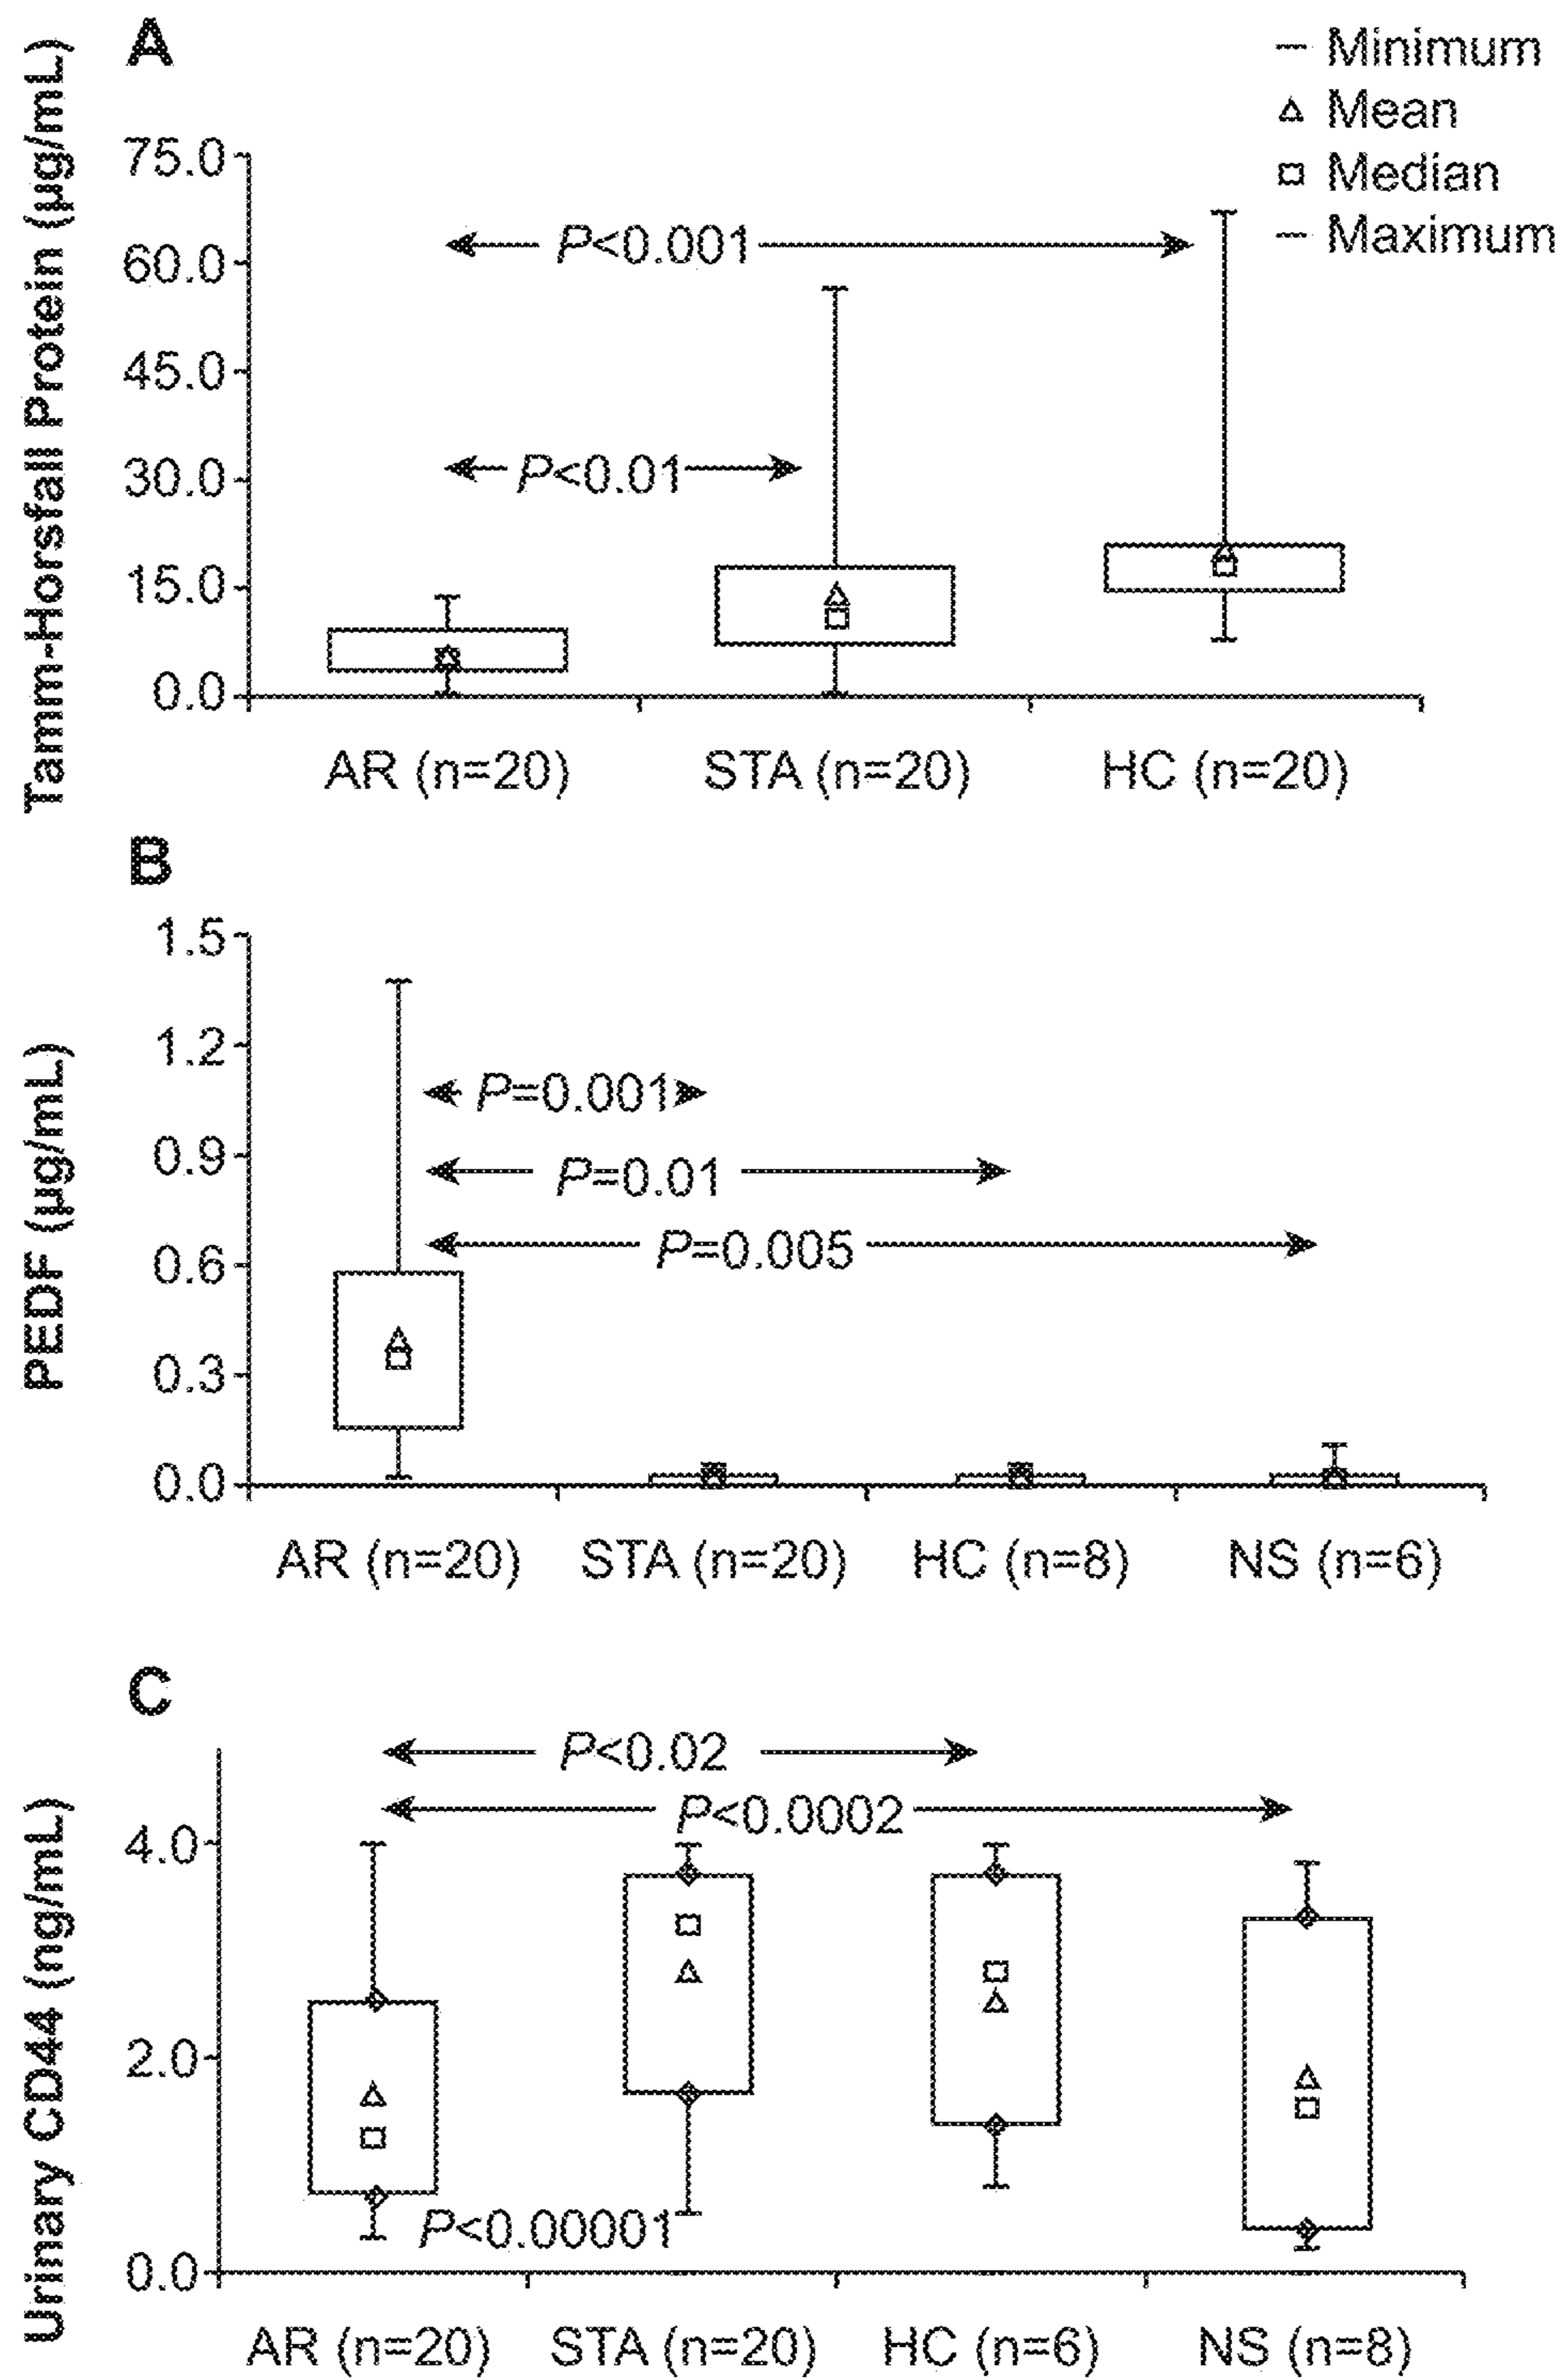 A
− Minimum
△ Mean
□ Median
− Maximum
Tamm-Horsfall Protein (µg/mL)
75.0
60.0
45.0
30.0
15.0
0.0
P<0.001
P<0.01
AR (n=20) STA (n=20) HC (n=20)
B
PEDF (µg/mL)
1.5
1.2
0.9
0.6
0.3
0.0
P=0.001
P=0.01
P=0.005
AR (n=20) STA (n=20) HC (n=8) NS (n=6)
C
Urinary CD44 (ng/mL)
4.0
2.0
0.0
P<0.02
P<0.0002
P<0.00001
AR (n=20) STA (n=20) HC (n=6) NS (n=8)